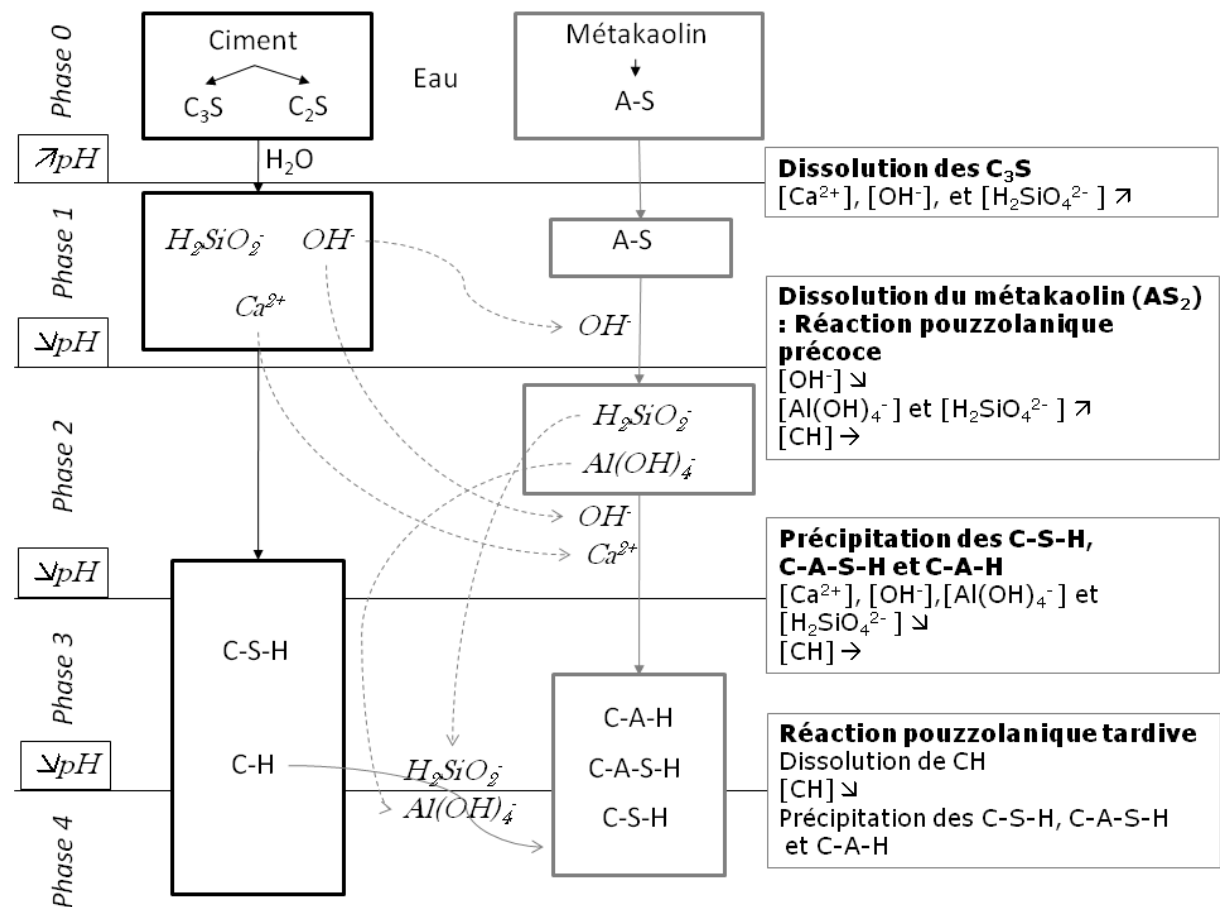 Phase 0
Ciment
C₃S C₂S
Eau
Métakaolin
A-S
↗pH
H₂O
Dissolution des C₃S
[Ca²⁺], [OH⁻], et [H₂SiO₄²⁻ ] ↗
Phase 1
H₂SiO₂⁻ OH⁻
Ca²⁺
A-S
OH⁻
↘pH
Dissolution du métakaolin (AS₂)
: Réaction pouzzolanique
précoce
[OH⁻] ↘
[Al(OH)₄⁻] et [H₂SiO₄²⁻ ] ↗
[CH] →
Phase 2
H₂SiO₂⁻
Al(OH)₄⁻
OH⁻
Ca²⁺
↘pH
Précipitation des C-S-H,
C-A-S-H et C-A-H
[Ca²⁺], [OH⁻],[Al(OH)₄⁻] et
[H₂SiO₄²⁻ ] ↘
[CH] →
Phase 3
C-S-H
C-H
C-A-H
C-A-S-H
C-S-H
↘pH
H₂SiO₂⁻
Al(OH)₄⁻
Réaction pouzzolanique tardive
Dissolution de CH
[CH] ↘
Précipitation des C-S-H, C-A-S-H
et C-A-H
Phase 4